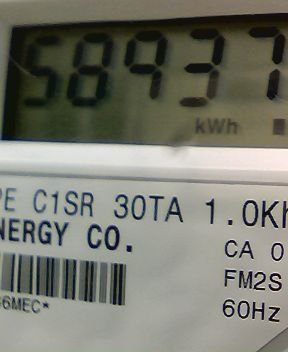 58937
kWh
PE C1SR 30TA 1.0Kh
NERGY CO.
CA 0
FM2S
6MEC*
60Hz